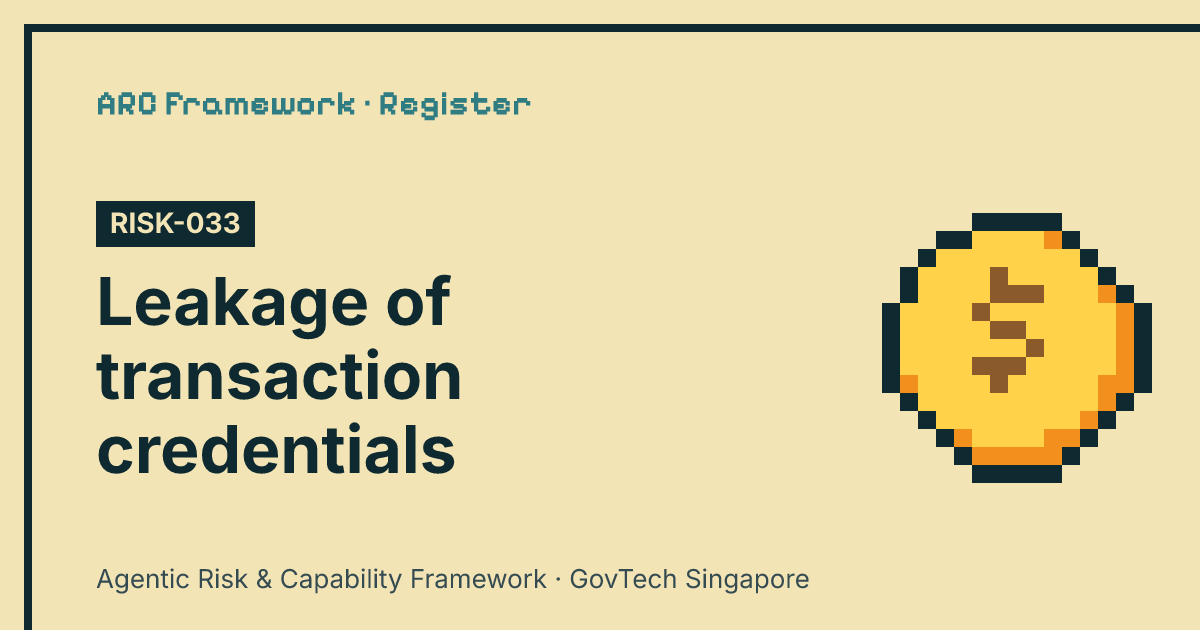 ARC Framework · Register
RISK-033
Leakage of
transaction
credentials
Agentic Risk & Capability Framework · GovTech Singapore